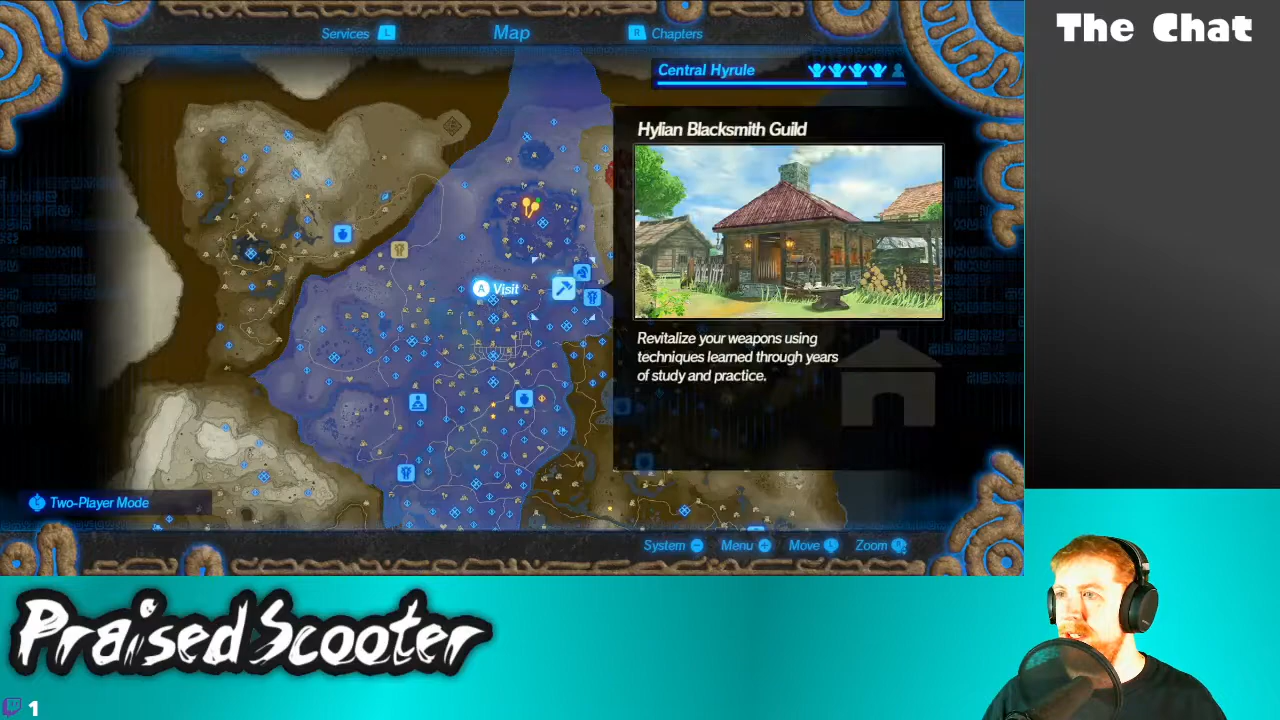 Services L
Map
R Chapters
The Chat
Central Hyrule
Hylian Blacksmith Guild
A Visit
Revitalize your weapons using
techniques learned through years
of study and practice.
L Two-Player Mode
System
Menu
Move L
Zoom R
PraisedScooter
1